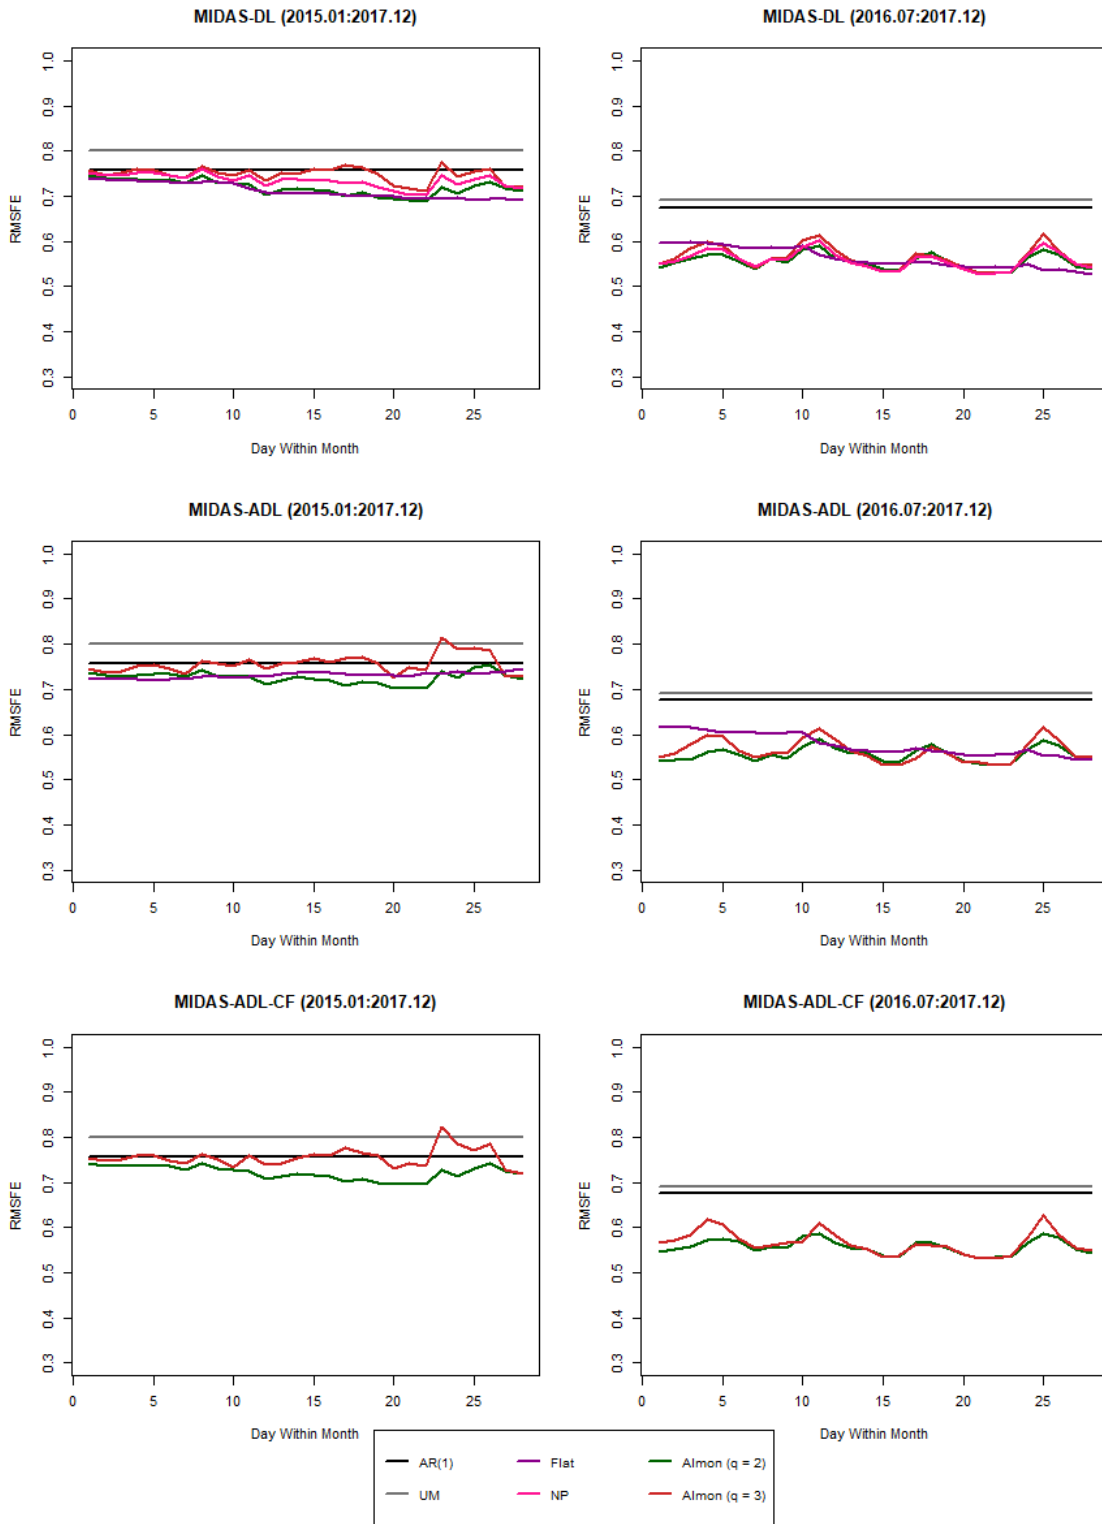 MIDAS-DL (2015.01:2017.12)
1.0
0.9
0.8
0.7
0.6
0.5
0.4
0.3
RMSFE
0 5 10 15 20 25
Day Within Month
MIDAS-DL (2016.07:2017.12)
1.0
0.9
0.8
0.7
0.6
0.5
0.4
0.3
RMSFE
0 5 10 15 20 25
Day Within Month
MIDAS-ADL (2015.01:2017.12)
1.0
0.9
0.8
0.7
0.6
0.5
0.4
0.3
RMSFE
0 5 10 15 20 25
Day Within Month
MIDAS-ADL (2016.07:2017.12)
1.0
0.9
0.8
0.7
0.6
0.5
0.4
0.3
RMSFE
0 5 10 15 20 25
Day Within Month
MIDAS-ADL-CF (2015.01:2017.12)
1.0
0.9
0.8
0.7
0.6
0.5
0.4
0.3
RMSFE
0 5 10 15 20 25
Day Within Month
MIDAS-ADL-CF (2016.07:2017.12)
1.0
0.9
0.8
0.7
0.6
0.5
0.4
0.3
RMSFE
0 5 10 15 20 25
Day Within Month
AR(1) Flat Almon (q = 2)
UM NP Almon (q = 3)